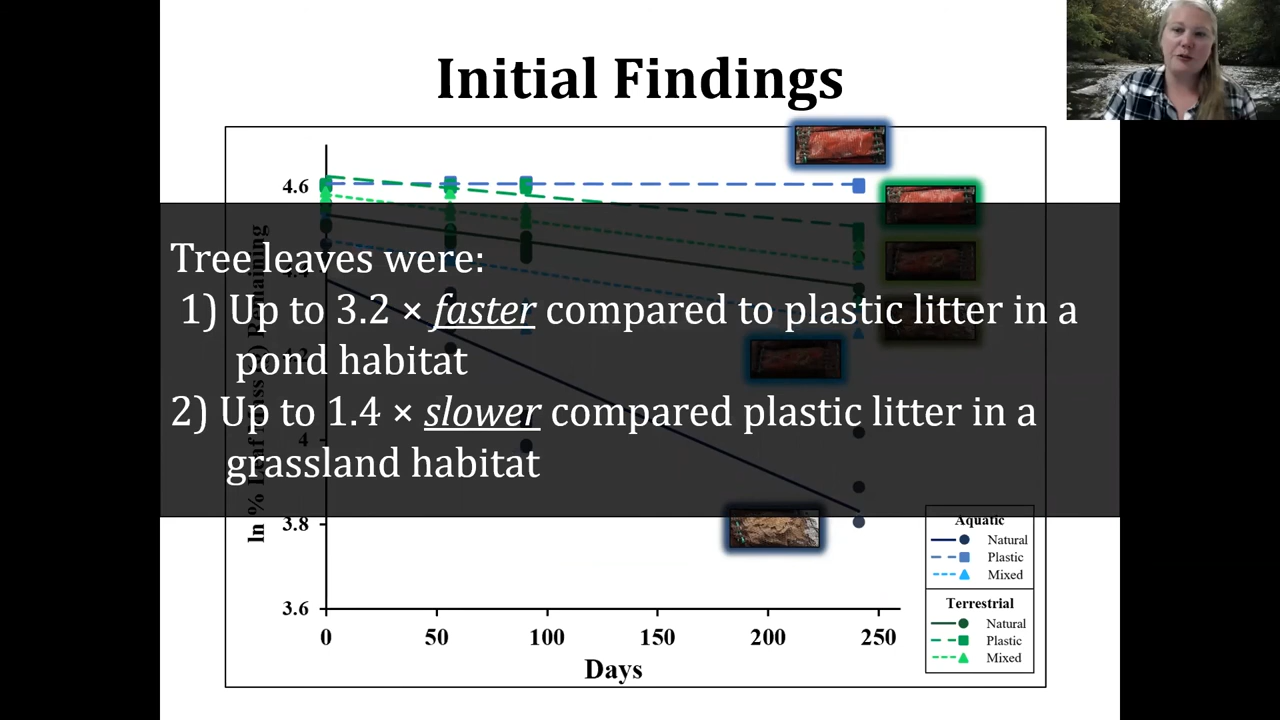 Initial Findings
4.6
Tree leaves were:
1) Up to 3.2 × faster compared to plastic litter in a
pond habitat
2) Up to 1.4 × slower compared plastic litter in a
grassland habitat
4
3.8
3.6
0 50 100 150 200 250
Days
Aquatic
Natural
Plastic
Mixed
Terrestrial
Natural
Plastic
Mixed